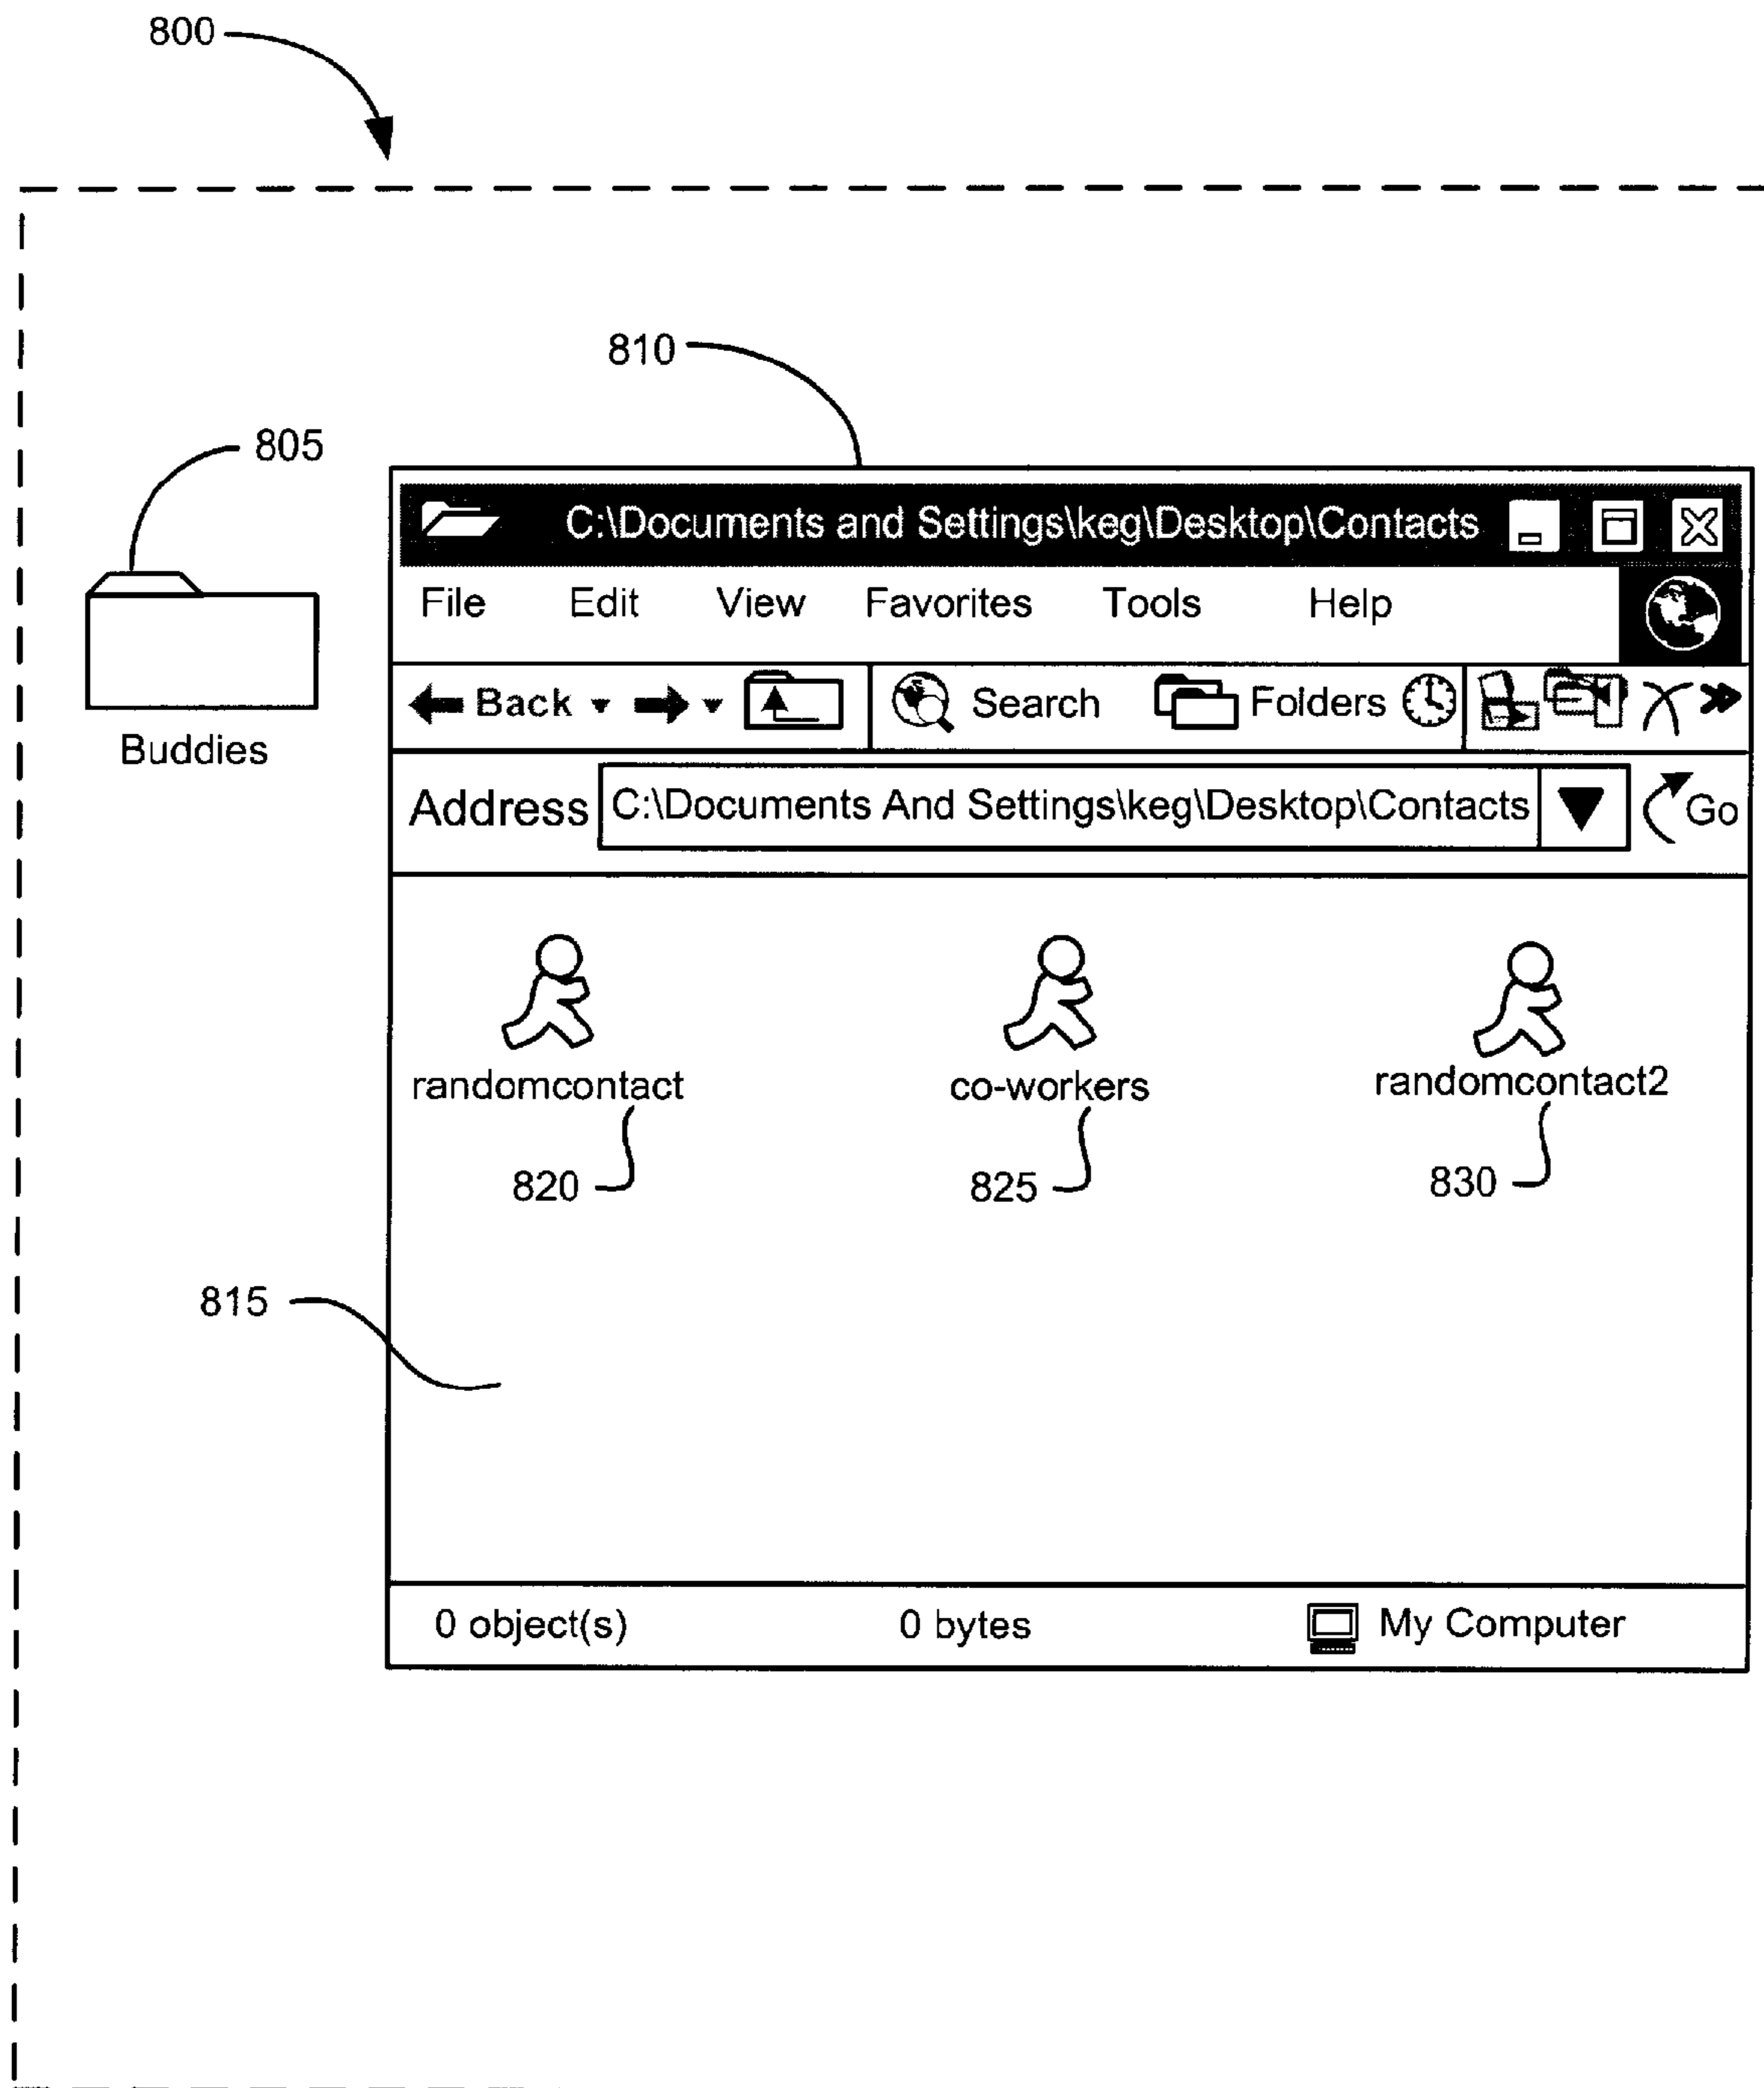 800
810
805
C:\Documents and Settings\keg\Desktop\Contacts
File Edit View Favorites Tools Help
Back Search Folders
Buddies
Address C:\Documents And Settings\keg\Desktop\Contacts Go
randomcontact co-workers randomcontact2
820 825 830
815
0 object(s) 0 bytes My Computer